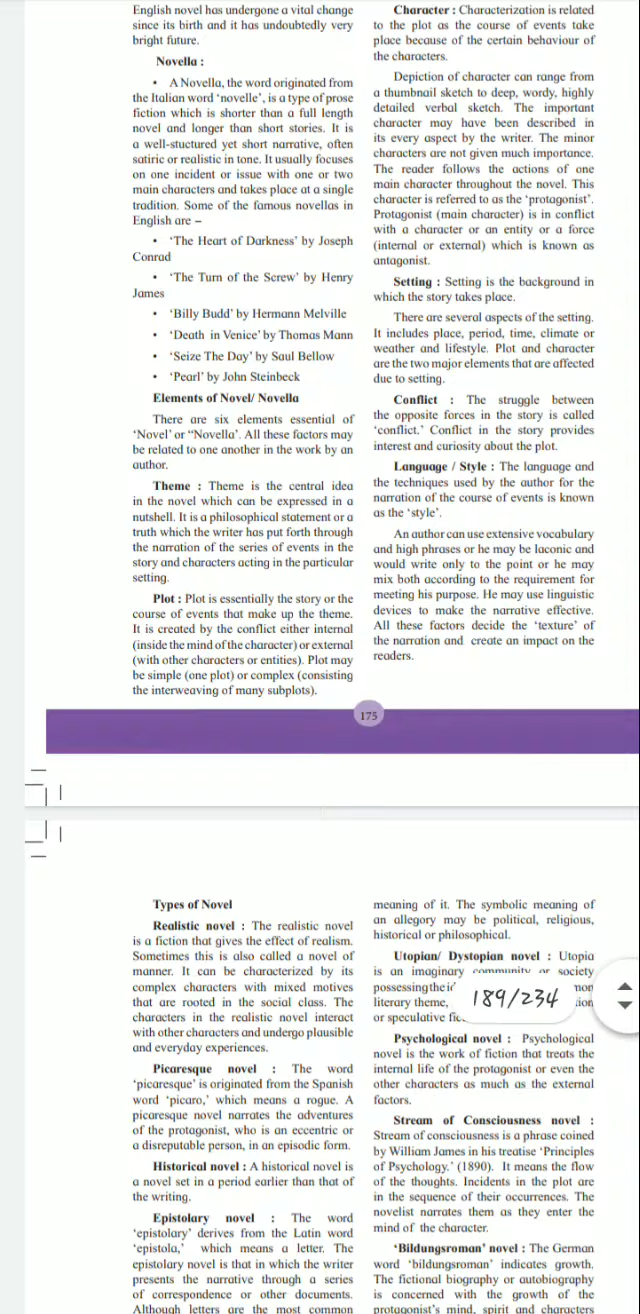 English novel has undergone a vital change
since its birth and it has undoubtedly very
bright future.
Novella :
• A Novella, the word originated from
the Italian word ‘novelle’, is a type of prose
fiction which is shorter than a full length
novel and longer than short stories. It is
a well-stuctured yet short narrative, often
satiric or realistic in tone. It usually focuses
on one incident or issue with one or two
main characters and takes place at a single
tradition. Some of the famous novellas in
English are –
• ‘The Heart of Darkness’ by Joseph
Conrad
• ‘The Turn of the Screw’ by Henry
James
• ‘Billy Budd’ by Hermann Melville
• ‘Death in Venice’ by Thomas Mann
• ‘Seize The Day’ by Saul Bellow
• ‘Pearl’ by John Steinbeck
Elements of Novel/ Novella
There are six elements essential of
‘Novel’ or “Novella’. All these factors may
be related to one another in the work by an
author.
Theme : Theme is the central idea
in the novel which can be expressed in a
nutshell. It is a philosophical statement or a
truth which the writer has put forth through
the narration of the series of events in the
story and characters acting in the particular
setting.
Plot : Plot is essentially the story or the
course of events that make up the theme.
It is created by the conflict either internal
(inside the mind of the character) or external
(with other characters or entities). Plot may
be simple (one plot) or complex (consisting
the interweaving of many subplots).
Character : Characterization is related
to the plot as the course of events take
place because of the certain behaviour of
the characters.
Depiction of character can range from
a thumbnail sketch to deep, wordy, highly
detailed verbal sketch. The important
character may have been described in
its every aspect by the writer. The minor
characters are not given much importance.
The reader follows the actions of one
main character throughout the novel. This
character is referred to as the ‘protagonist’.
Protagonist (main character) is in conflict
with a character or an entity or a force
(internal or external) which is known as
antagonist.
Setting : Setting is the background in
which the story takes place.
There are several aspects of the setting.
It includes place, period, time, climate or
weather and lifestyle. Plot and character
are the two major elements that are affected
due to setting.
Conflict : The struggle between
the opposite forces in the story is called
‘conflict.’ Conflict in the story provides
interest and curiosity about the plot.
Language / Style : The language and
the techniques used by the author for the
narration of the course of events is known
as the ‘style’.
An author can use extensive vocabulary
and high phrases or he may be laconic and
would write only to the point or he may
mix both according to the requirement for
meeting his purpose. He may use linguistic
devices to make the narrative effective.
All these factors decide the ‘texture’ of
the narration and create an impact on the
readers.
175
Types of Novel
Realistic novel : The realistic novel
is a fiction that gives the effect of realism.
Sometimes this is also called a novel of
manner. It can be characterized by its
complex characters with mixed motives
that are rooted in the social class. The
characters in the realistic novel interact
with other characters and undergo plausible
and everyday experiences.
Picaresque novel : The word
‘picaresque’ is originated from the Spanish
word ‘picaro,’ which means a rogue. A
picaresque novel narrates the adventures
of the protagonist, who is an eccentric or
a disreputable person, in an episodic form.
Historical novel : A historical novel is
a novel set in a period earlier than that of
the writing.
Epistolary novel : The word
‘epistolary’ derives from the Latin word
‘epistola,’ which means a letter. The
epistolary novel is that in which the writer
presents the narrative through a series
of correspondence or other documents.
Although letters are the most common
meaning of it. The symbolic meaning of
an allegory may be political, religious,
historical or philosophical.
Utopian/ Dystopian novel : Utopia
is an imaginary community or society
possessing the
literary theme,
or speculative
189/234
Psychological novel : Psychological
novel is the work of fiction that treats the
internal life of the protagonist or even the
other characters as much as the external
factors.
Stream of Consciousness novel :
Stream of consciousness is a phrase coined
by William James in his treatise ‘Principles
of Psychology.’ (1890). It means the flow
of the thoughts. Incidents in the plot are
in the sequence of their occurrences. The
novelist narrates them as they enter the
mind of the character.
‘Bildungsroman’ novel : The German
word ‘bildungsroman’ indicates growth.
The fictional biography or autobiography
is concerned with the growth of the
protagonist’s mind, spirit and characters